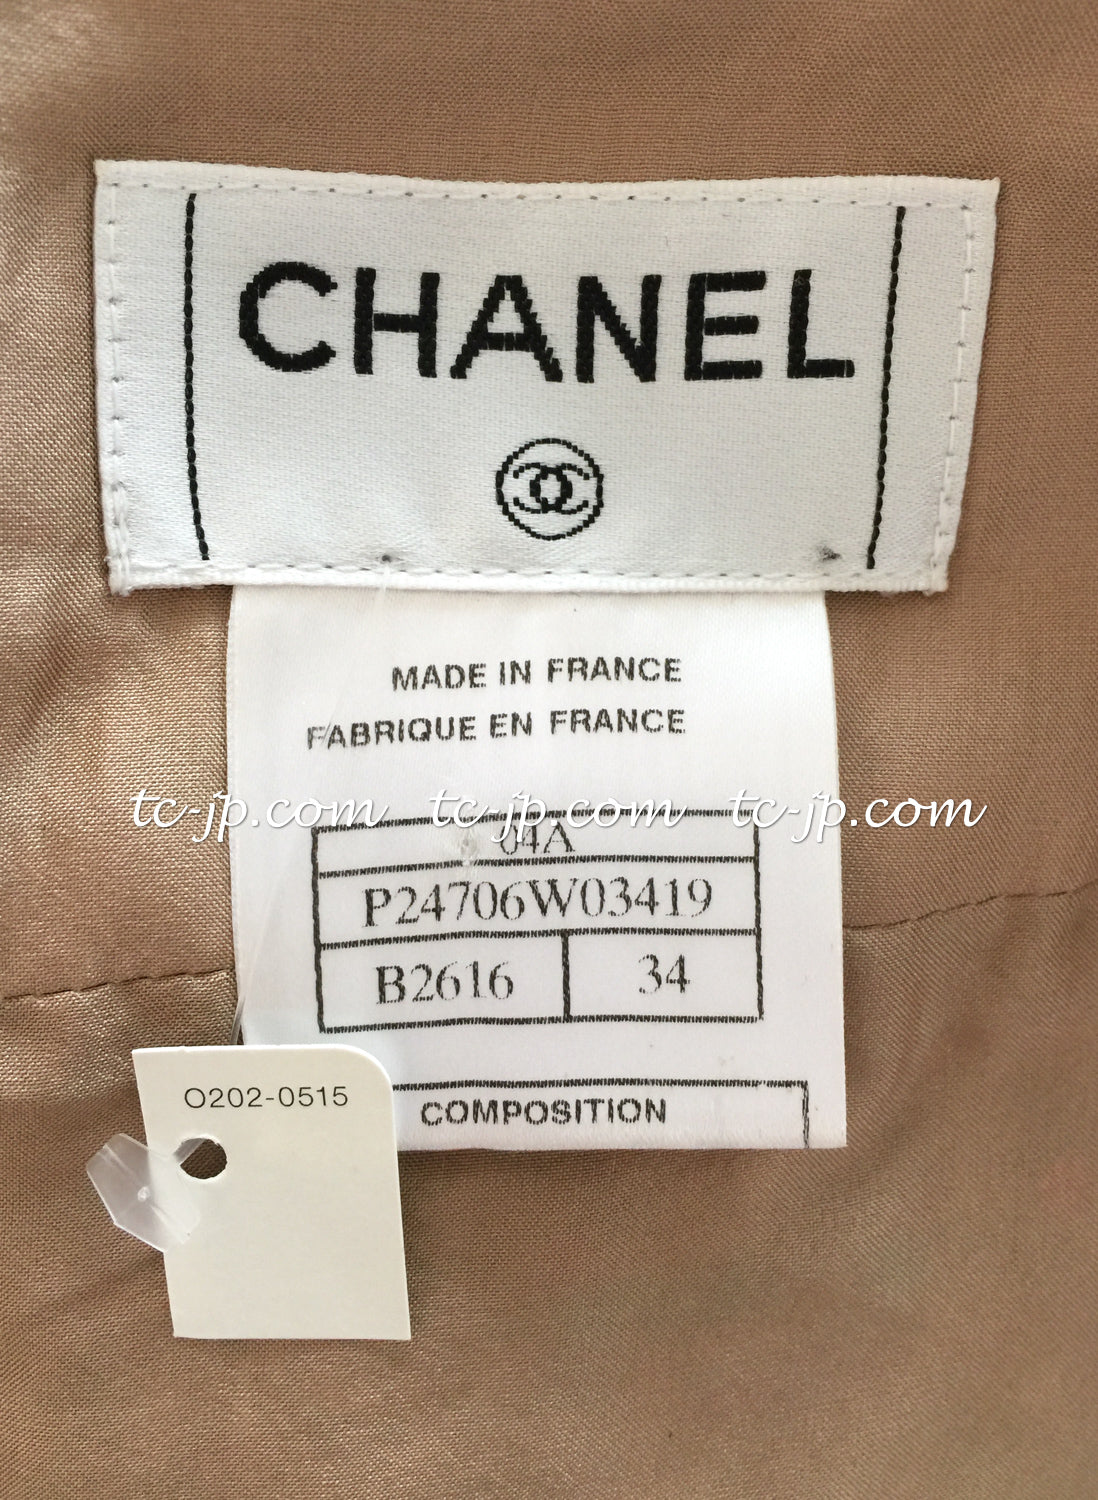 CHANEL
MADE IN FRANCE
FABRIQUE EN FRANCE
tc-jp.com tc-jp.com tc-jp.com
04A
P24706W03419
B2616 34
COMPOSITION
O202-0515